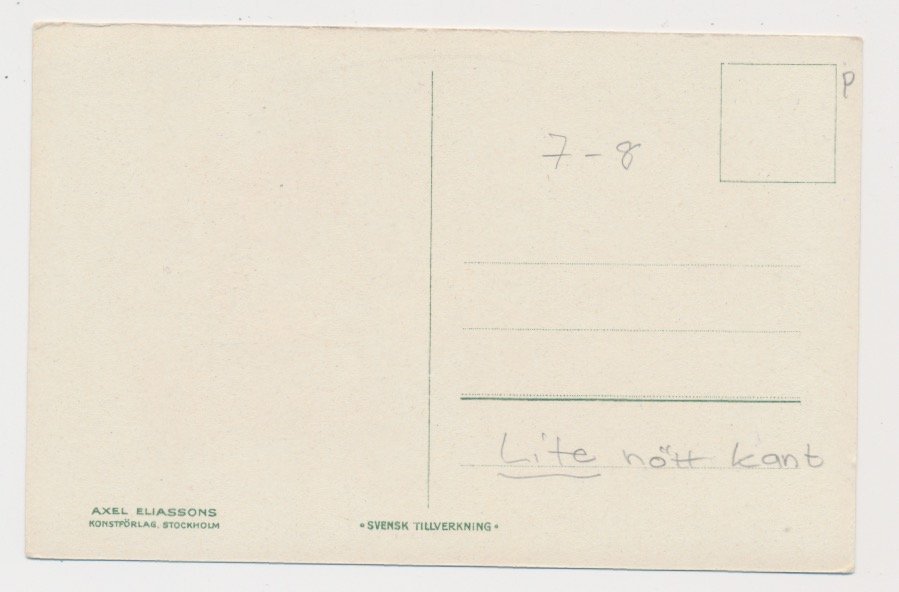 P
7-8
Lite nött kant
AXEL ELIASSONS
KONSTFÖRLAG, STOCKHOLM
• SVENSK TILLVERKNING •